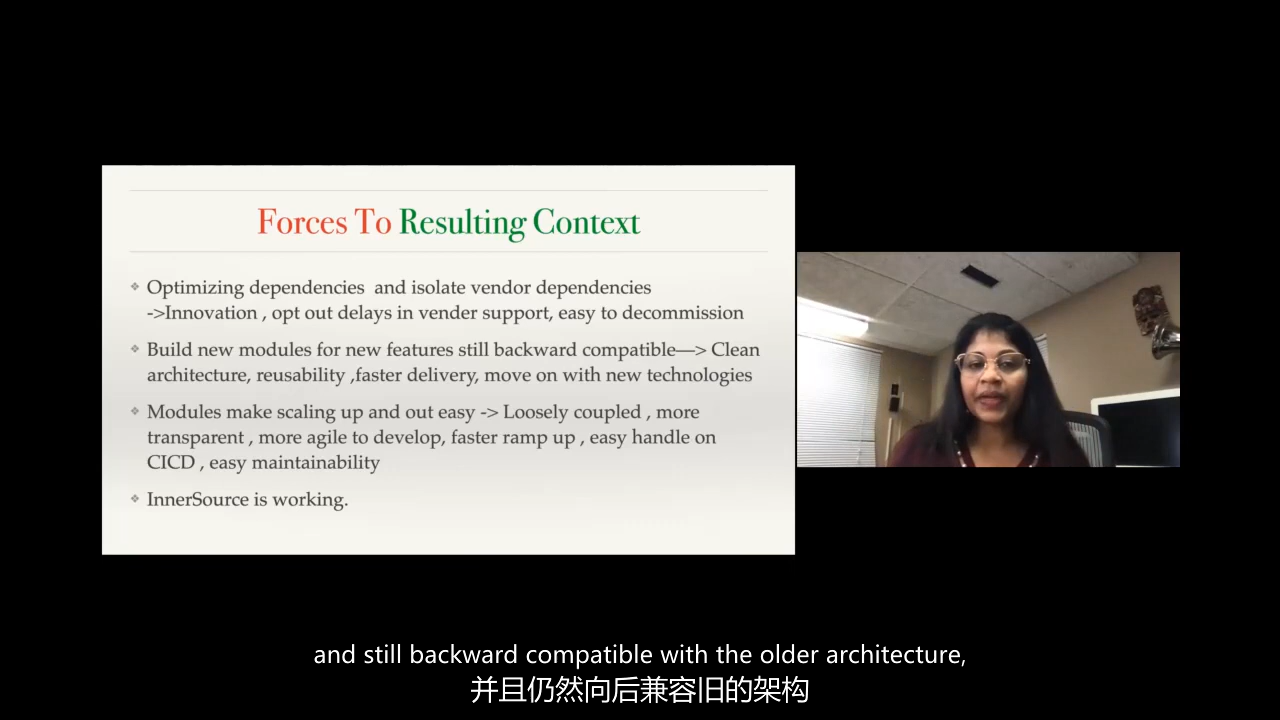 Forces To Resulting Context
Optimizing dependencies and isolate vendor dependencies
->Innovation , opt out delays in vender support, easy to decommission
Build new modules for new features still backward compatible—> Clean
architecture, reusability ,faster delivery, move on with new technologies
Modules make scaling up and out easy -> Loosely coupled , more
transparent , more agile to develop, faster ramp up , easy handle on
CICD , easy maintainability
InnerSource is working.
and still backward compatible with the older architecture,
并且仍然向后兼容旧的架构